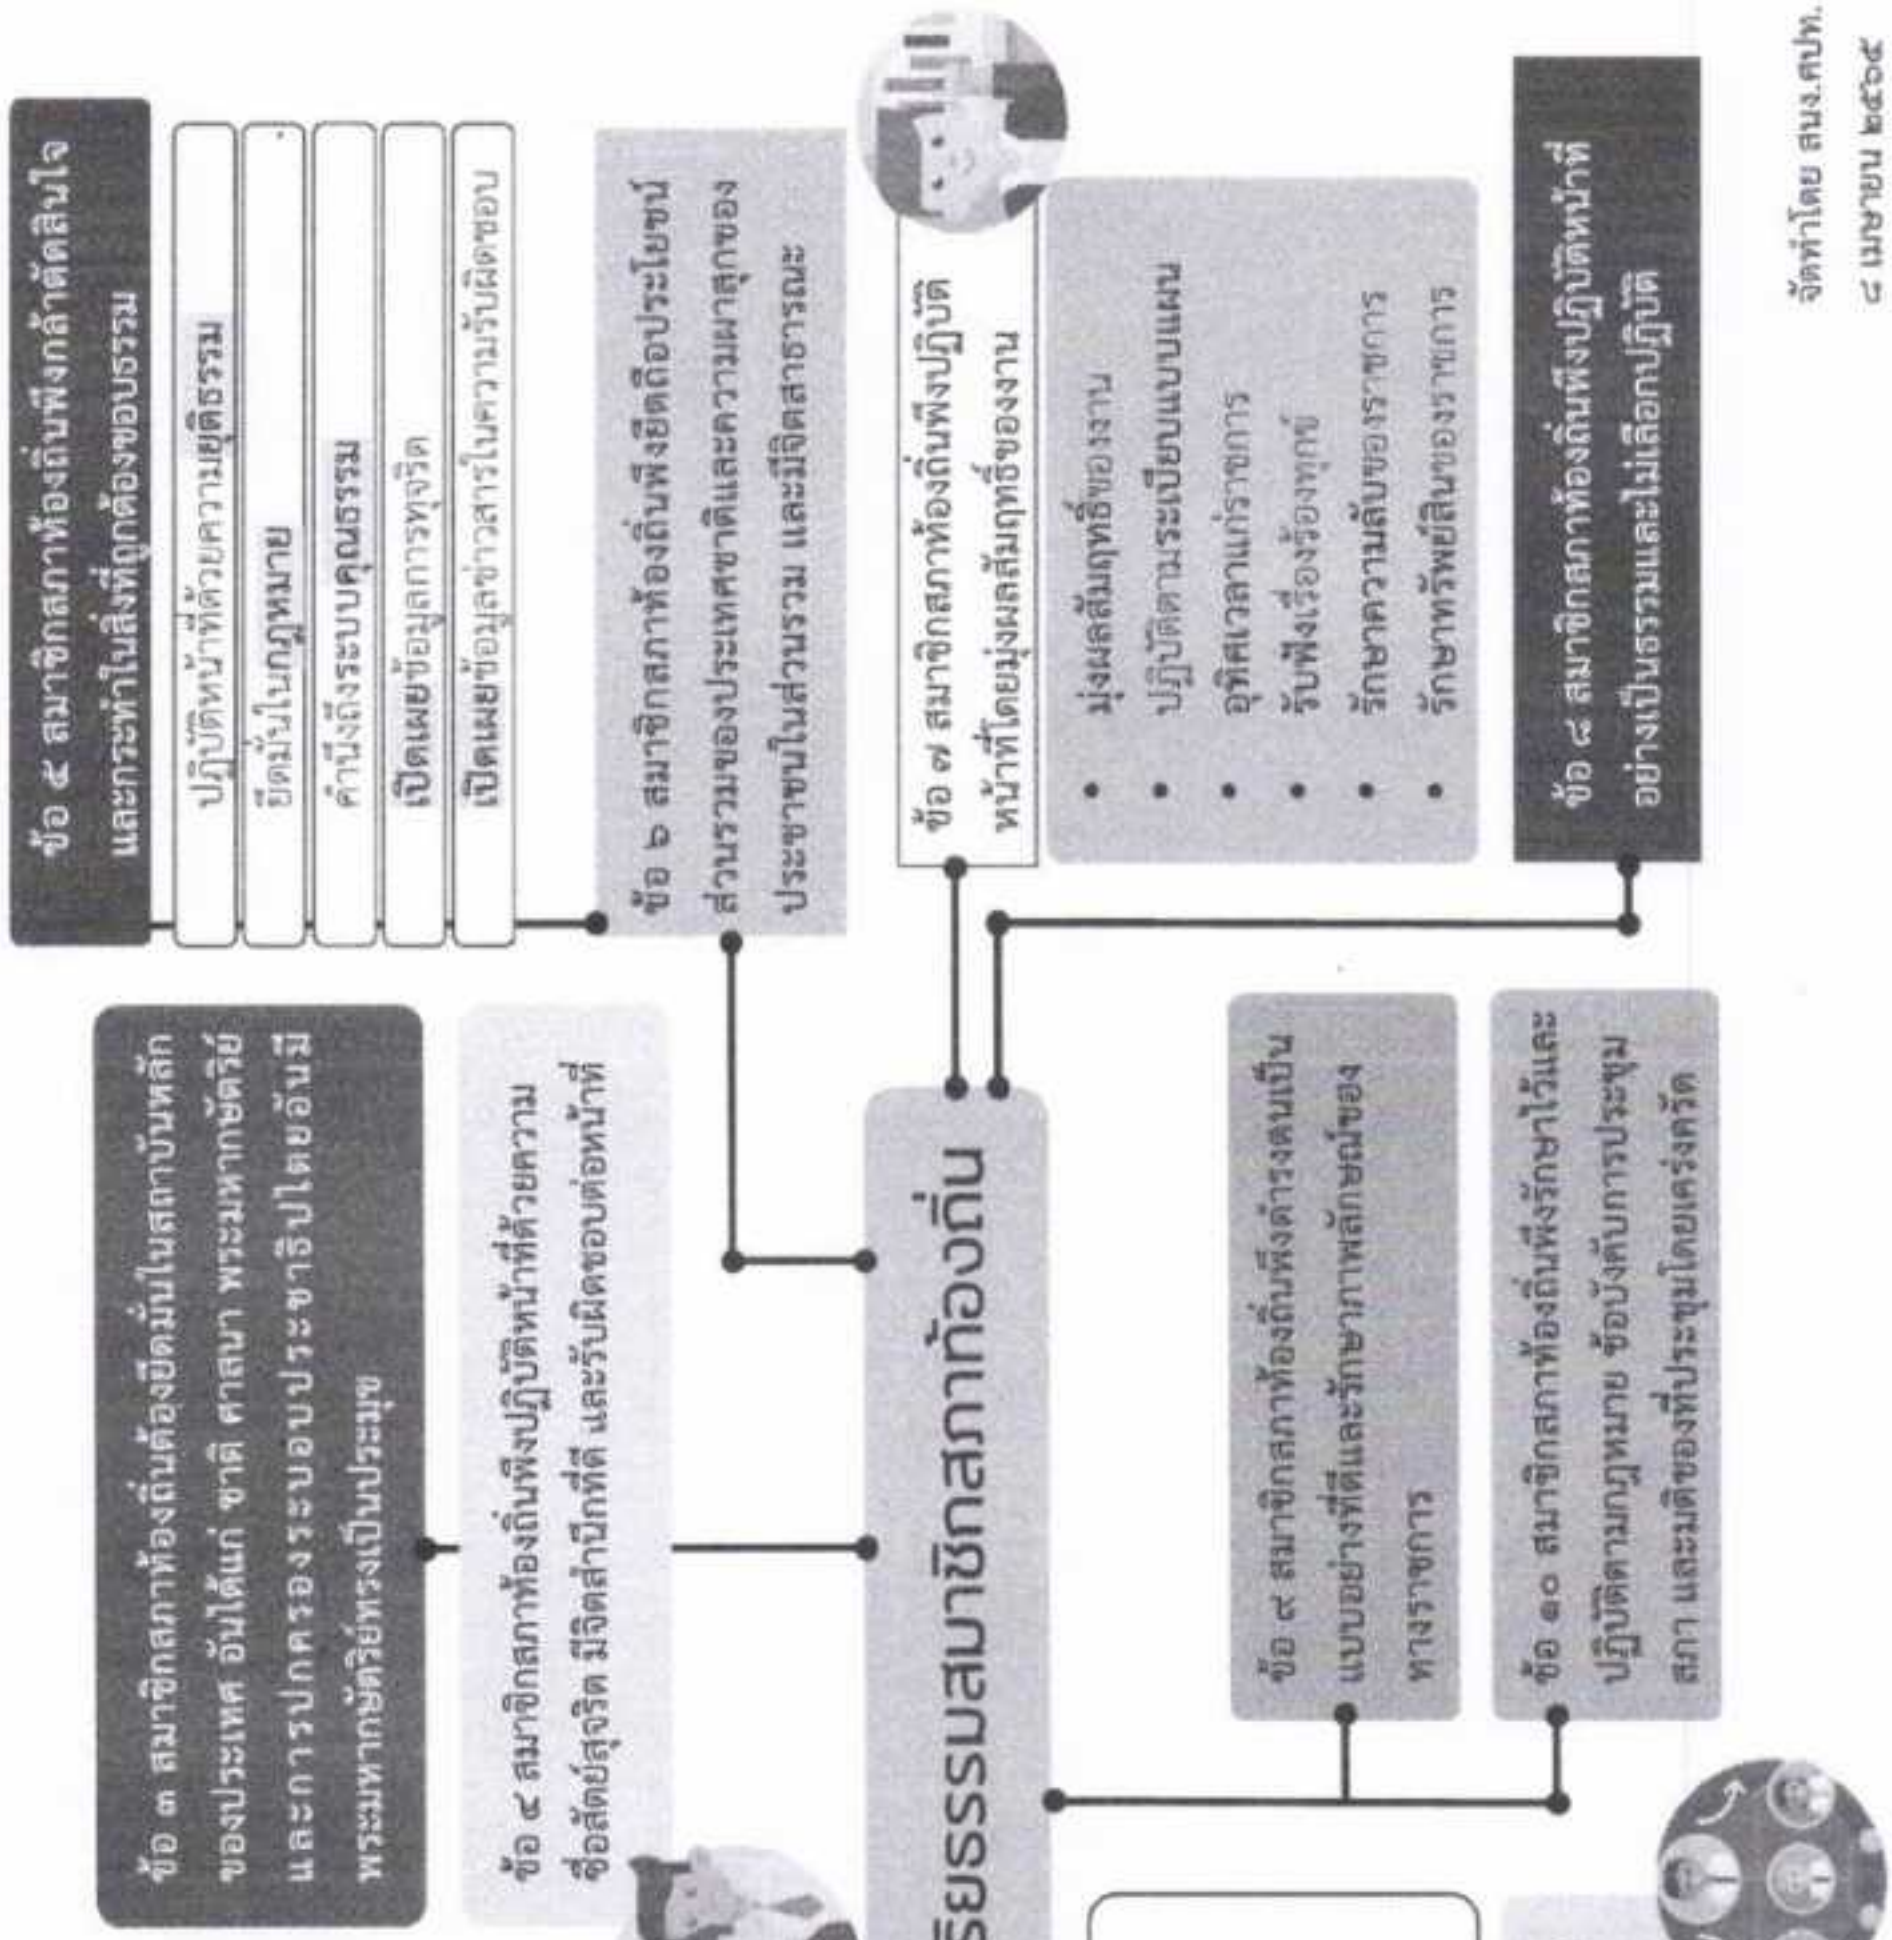 ข้อ ๓ สมาชิกสภาท้องถิ่นต้องยึดมั่นในสถาบันหลัก
ของประเทศ อันได้แก่ ชาติ ศาสนา พระมหากษัตริย์
และการปกครองระบอบประชาธิปไตยอันมี
พระมหากษัตริย์ทรงเป็นประมุข
ข้อ ๔ สมาชิกสภาท้องถิ่นพึงปฏิบัติหน้าที่ด้วยความ
ซื่อสัตย์สุจริต มีจิตสำนึกที่ดี และรับผิดชอบต่อหน้าที่
ข้อ ๕ สมาชิกสภาท้องถิ่นพึงกล้าตัดสินใจ
และกระทำในสิ่งที่ถูกต้องชอบธรรม
ปฏิบัติหน้าที่ด้วยความยุติธรรม
ยึดมั่นในกฎหมาย
คำนึงถึงระบบคุณธรรม
เปิดเผยข้อมูลการทุจริต
เปิดเผยข้อมูลข่าวสารในความรับผิดชอบ
ข้อ ๖ สมาชิกสภาท้องถิ่นพึงยึดถือประโยชน์
ส่วนรวมของประเทศชาติและความผาสุกของ
ประชาชนในส่วนรวม และมีจิตสาธารณะ
ริยธรรมสมาชิกสภาท้องถิ่น
ข้อ ๗ สมาชิกสภาท้องถิ่นพึงปฏิบัติ
หน้าที่โดยมุ่งผลสัมฤทธิ์ของงาน
• มุ่งผลสัมฤทธิ์ของงาน
• ปฏิบัติตามระเบียบแบบแผน
• อุทิศเวลาแก่ราชการ
• รับฟังเรื่องร้องทุกข์
• รักษาความลับของราชการ
• รักษาทรัพย์สินของราชการ
ข้อ ๘ สมาชิกสภาท้องถิ่นพึงปฏิบัติหน้าที่
อย่างเป็นธรรมและไม่เลือกปฏิบัติ
ข้อ ๙ สมาชิกสภาท้องถิ่นพึงดำรงตนเป็น
แบบอย่างที่ดีและรักษาภาพลักษณ์ของ
ทางราชการ
ข้อ ๑๐ สมาชิกสภาท้องถิ่นพึงรักษาไว้และ
ปฏิบัติตามกฎหมาย ข้อบังคับการประชุม
สภา และมติของที่ประชุมโดยเคร่งครัด
จัดทำโดย สนง.ศปท.
๘ เมษายน ๒๕๖๕